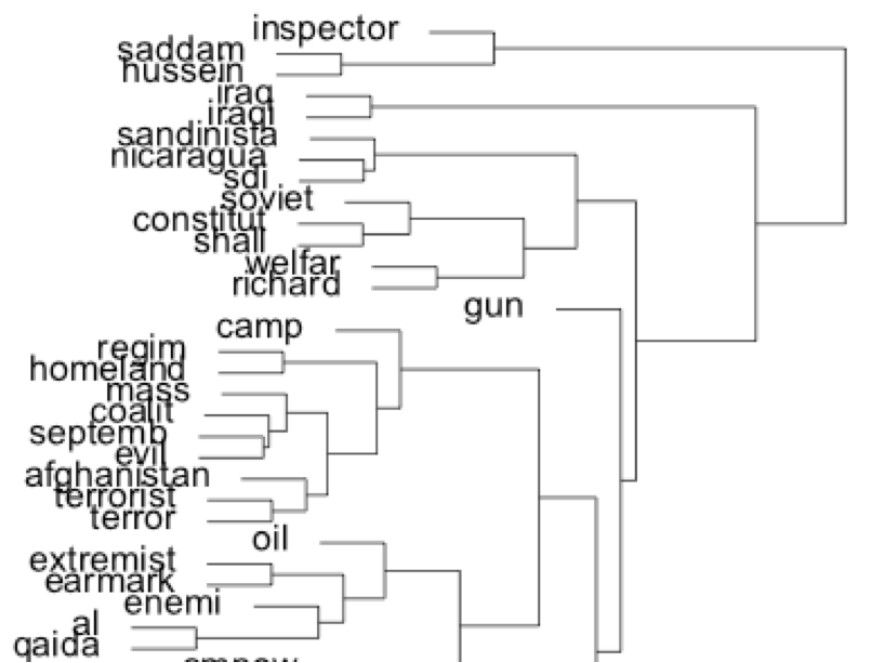 inspector
saddam
hussein
iraq
iraqi
sandinista
nicaragua
sdi
soviet
constitut
shall
welfar
richard
gun
camp
regim
homeland
mass
coalit
septemb
evil
afghanistan
terrorist
terror
oil
extremist
earmark
enemi
al
qaida